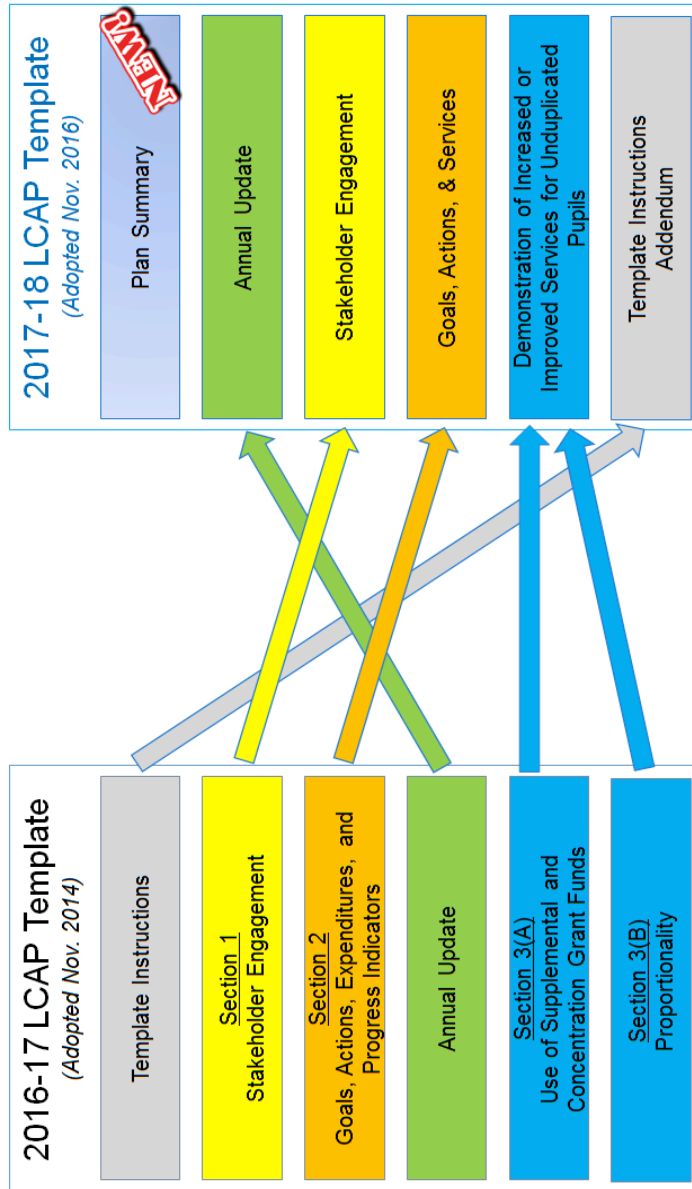 2016-17 LCAP Template
(Adopted Nov. 2014)
Template Instructions
Section 1
Stakeholder Engagement
Section 2
Goals, Actions, Expenditures, and
Progress Indicators
Annual Update
Section 3(A)
Use of Supplemental and
Concentration Grant Funds
Section 3(B)
Proportionality
2017-18 LCAP Template
(Adopted Nov. 2016)
Plan Summary
NEW!
Annual Update
Stakeholder Engagement
Goals, Actions, & Services
Demonstration of Increased or
Improved Services for Unduplicated
Pupils
Template Instructions
Addendum